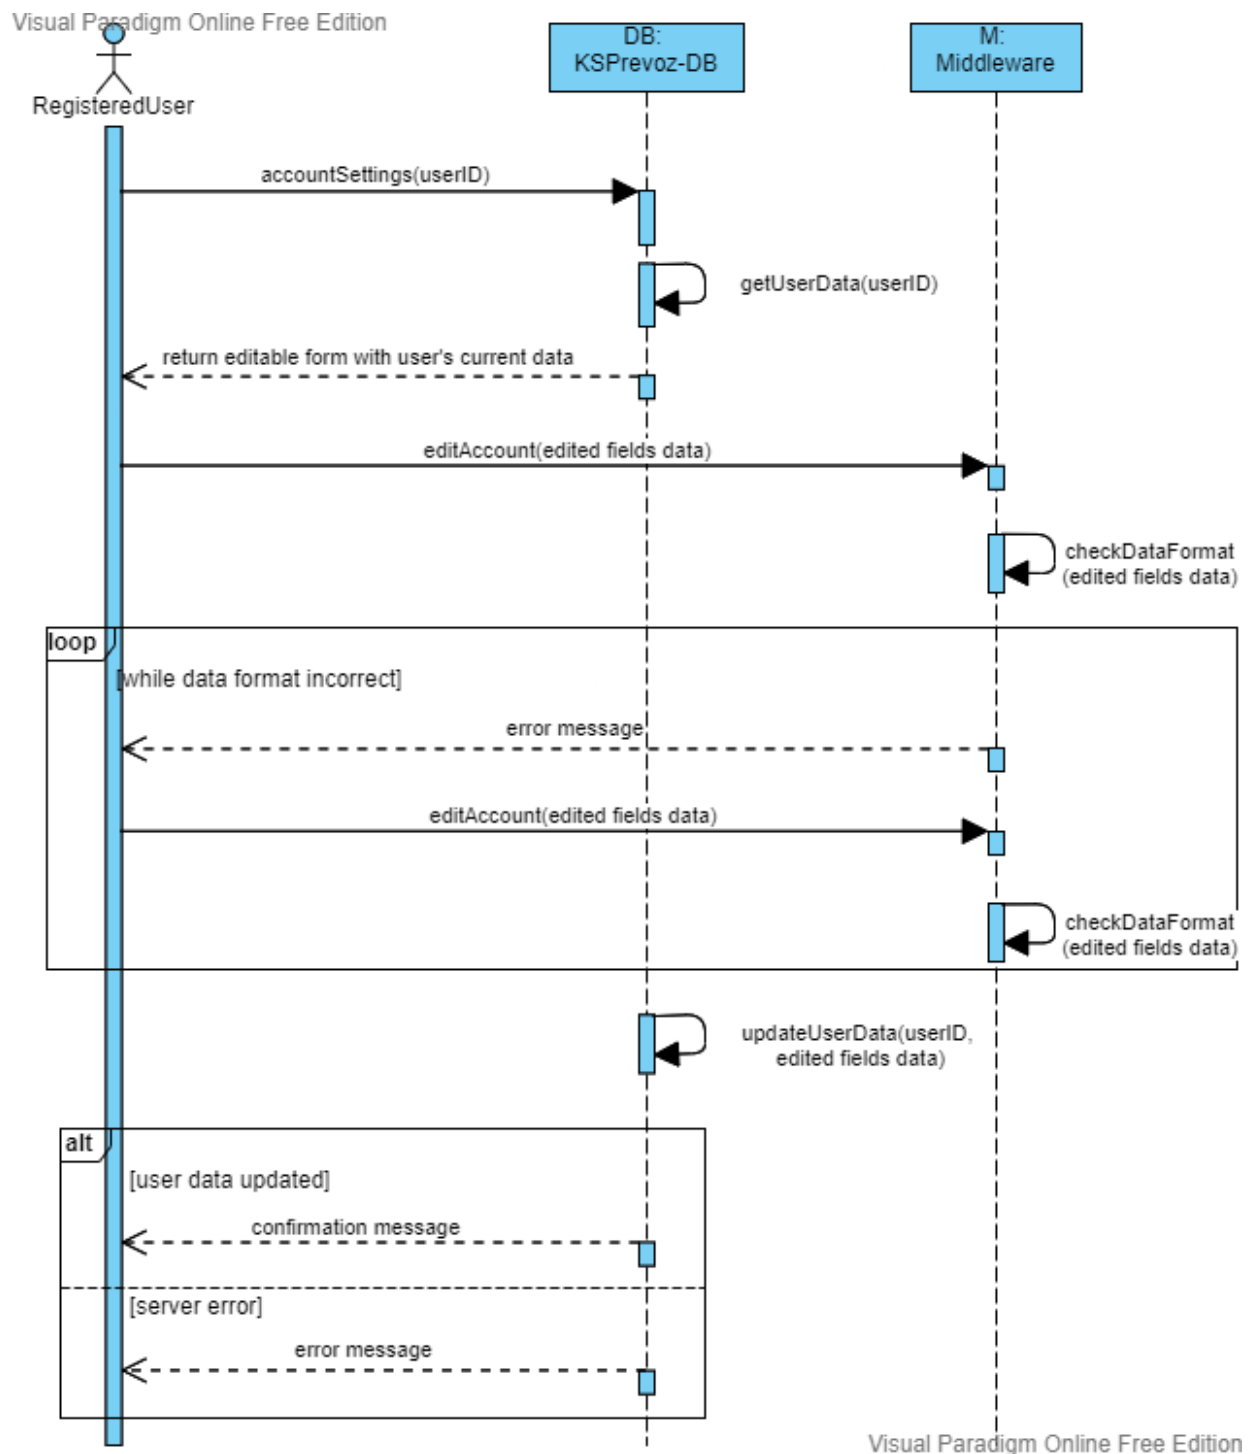 Visual Paradigm Online Free Edition
DB:
KSPrevoz-DB
M:
Middleware
RegisteredUser
accountSettings(userID)
getUserData(userID)
return editable form with user's current data
editAccount(edited fields data)
checkDataFormat
(edited fields data)
loop
[while data format incorrect]
error message
editAccount(edited fields data)
checkDataFormat
(edited fields data)
updateUserData(userID,
edited fields data)
alt
[user data updated]
confirmation message
[server error]
error message
Visual Paradigm Online Free Edition